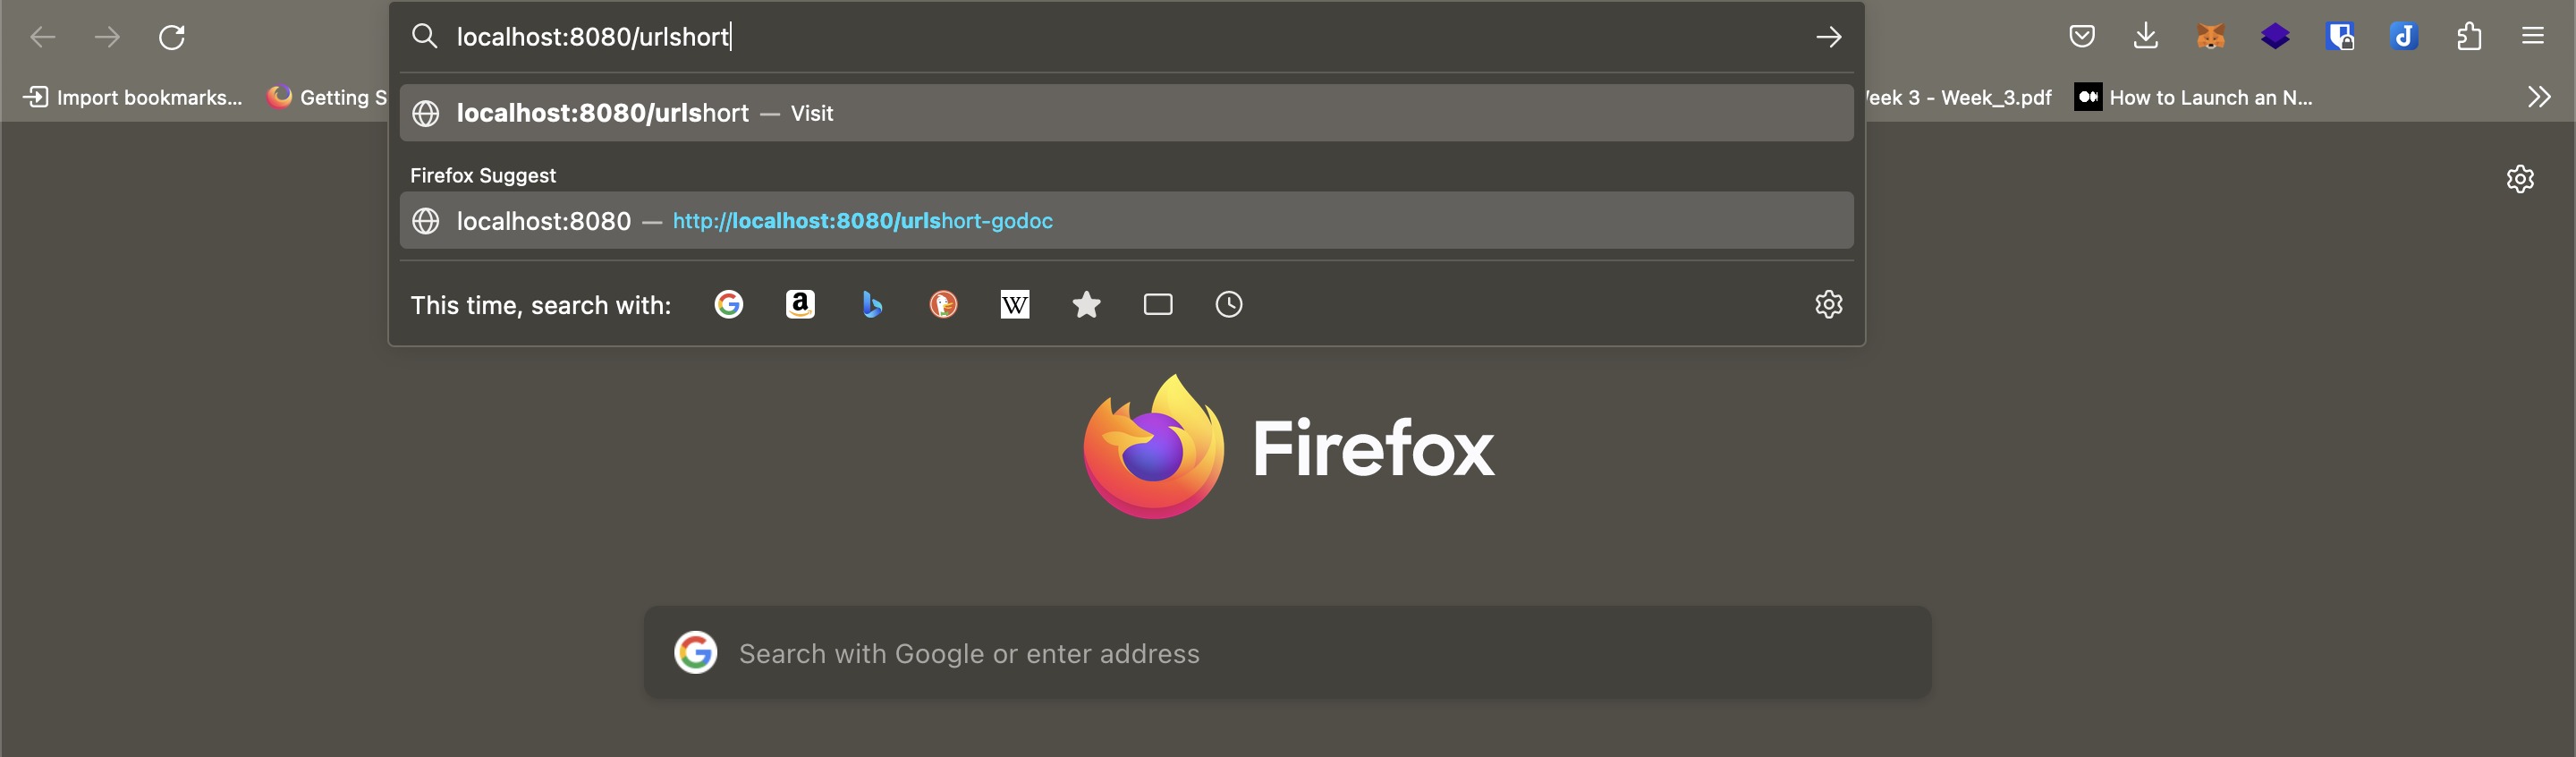 localhost:8080/urlshort
Import bookmarks...
Getting S
eek 3 - Week_3.pdf
How to Launch an N...
localhost:8080/urlshort — Visit
Firefox Suggest
localhost:8080 — http://localhost:8080/urlshort-godoc
This time, search with:
Firefox
Search with Google or enter address